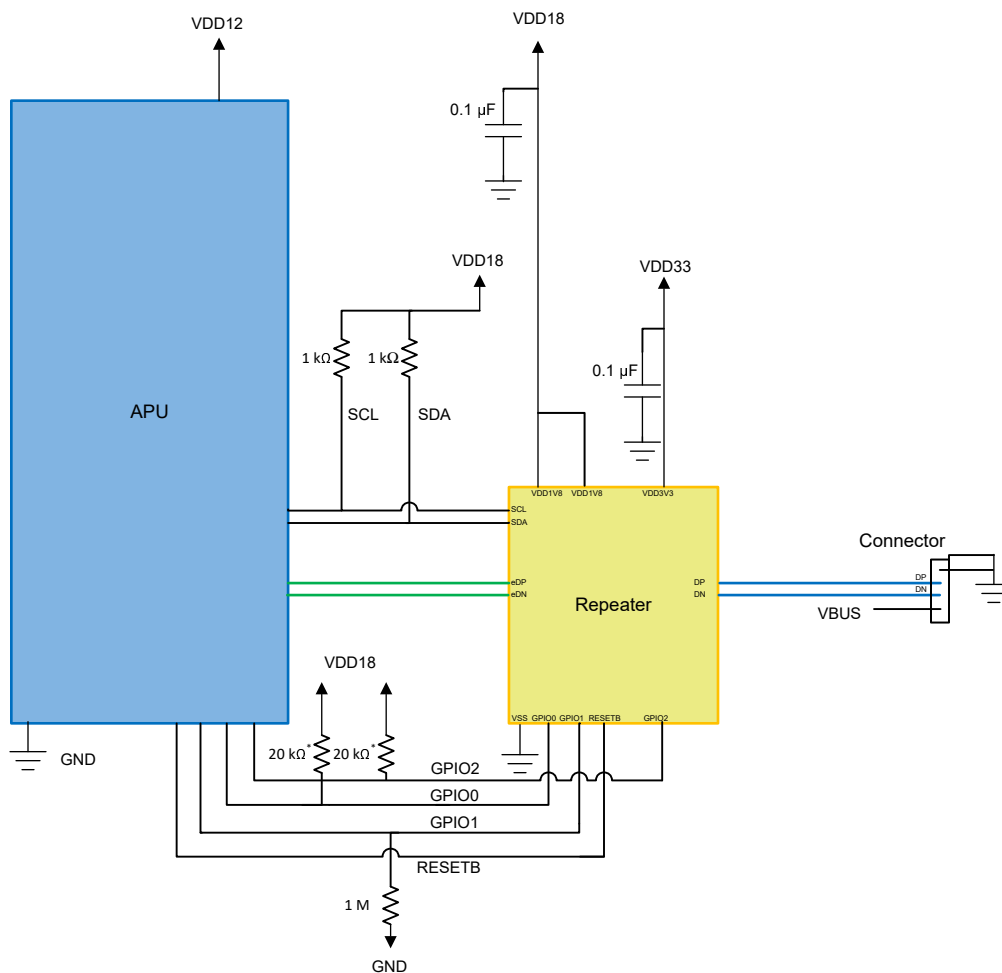 VDD12
VDD18
0.1 µF
VDD18
VDD33
1 kΩ
1 kΩ
0.1 µF
APU
SCL
SDA
VDD1V8
VDD1V8
VDD3V3
SCL
SDA
Connector
eDP
eDN
Repeater
DP
DN
DP
DN
VBUS
VDD18
VSS
GPIO0
GPIO1
RESETB
GPIO2
GND
20 kΩ*
20 kΩ*
GPIO2
GPIO0
GPIO1
RESETB
1 M
GND